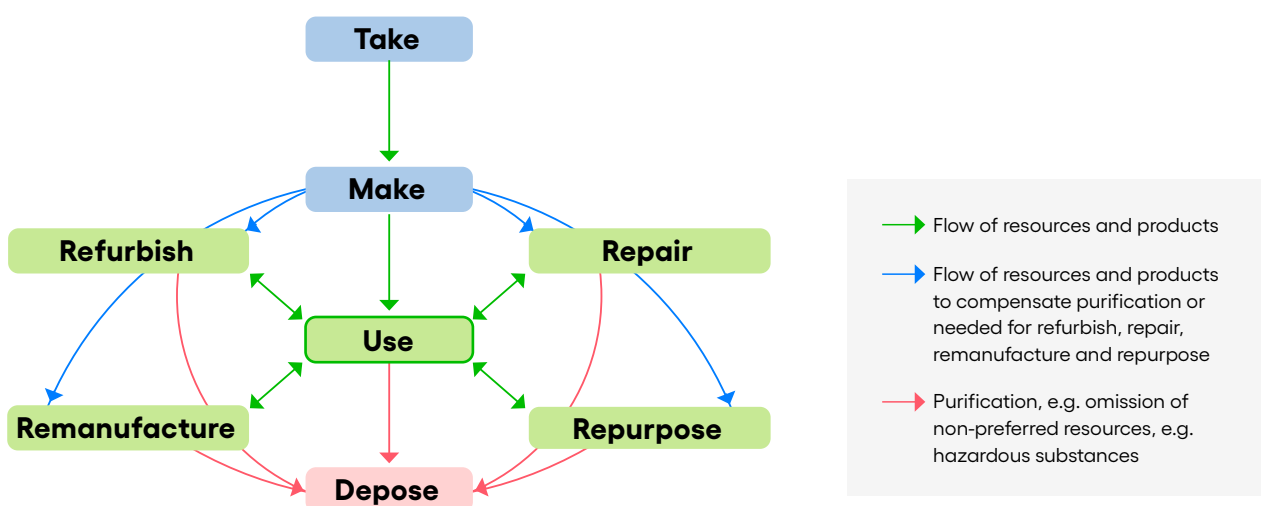 Take
Make
Refurbish
Repair
Use
Remanufacture
Repurpose
Depose
Flow of resources and products
Flow of resources and products
to compensate purification or
needed for refurbish, repair,
remanufacture and repurpose
Purification, e.g. omission of
non-preferred resources, e.g.
hazardous substances